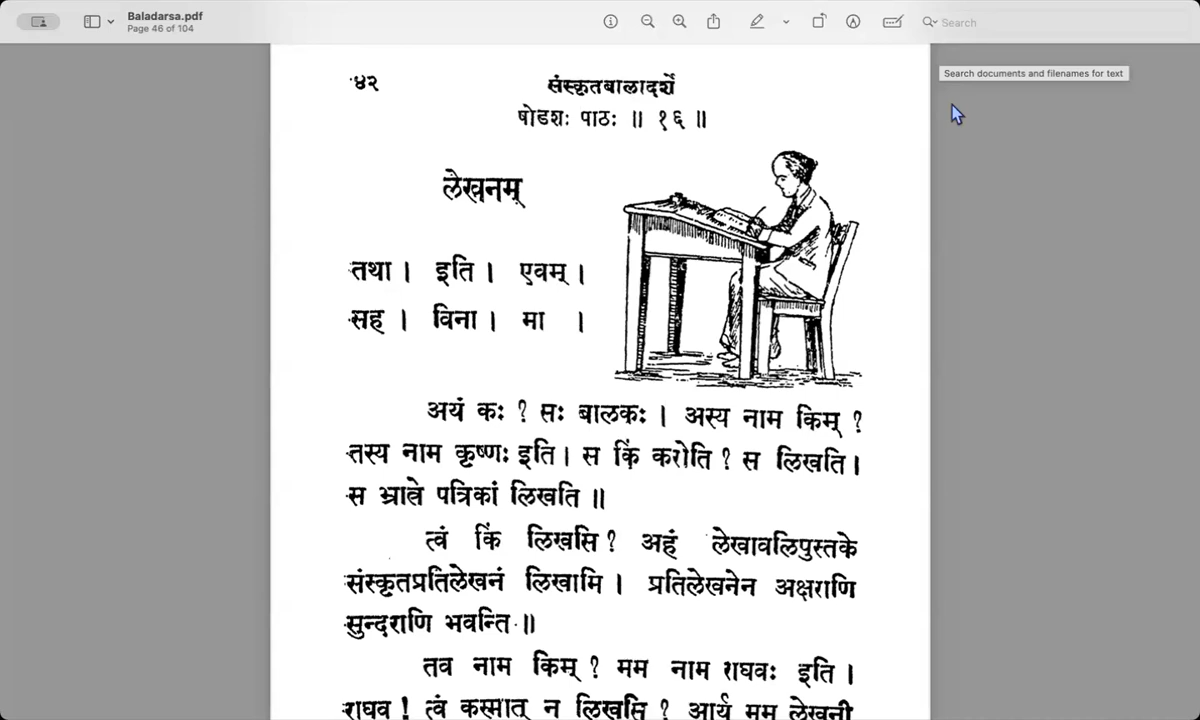 Baladarsa.pdf
Page 46 of 104
Search
Search documents and filenames for text
४२ संस्कृतबालादर्शे
षोडशः पाठः ॥ १६ ॥
लेखनम्
तथा । इति । एवम् ।
सह । विना । मा ।
अयं कः ? सः बालकः । अस्य नाम किम् ?
तस्य नाम कृष्णः इति । स किं करोति ? स लिखति ।
स भ्रात्रे पत्रिकां लिखति ॥
त्वं किं लिखसि ? अहं लेखावलिपुस्तके
संस्कृतप्रतिलेखनं लिखामि । प्रतिलेखनेन अक्षराणि
सुन्दराणि भवन्ति ॥
तव नाम किम् ? मम नाम राघवः इति ।
राघव ! त्वं कस्मात् न लिखसि ? आर्य मम लेखनी